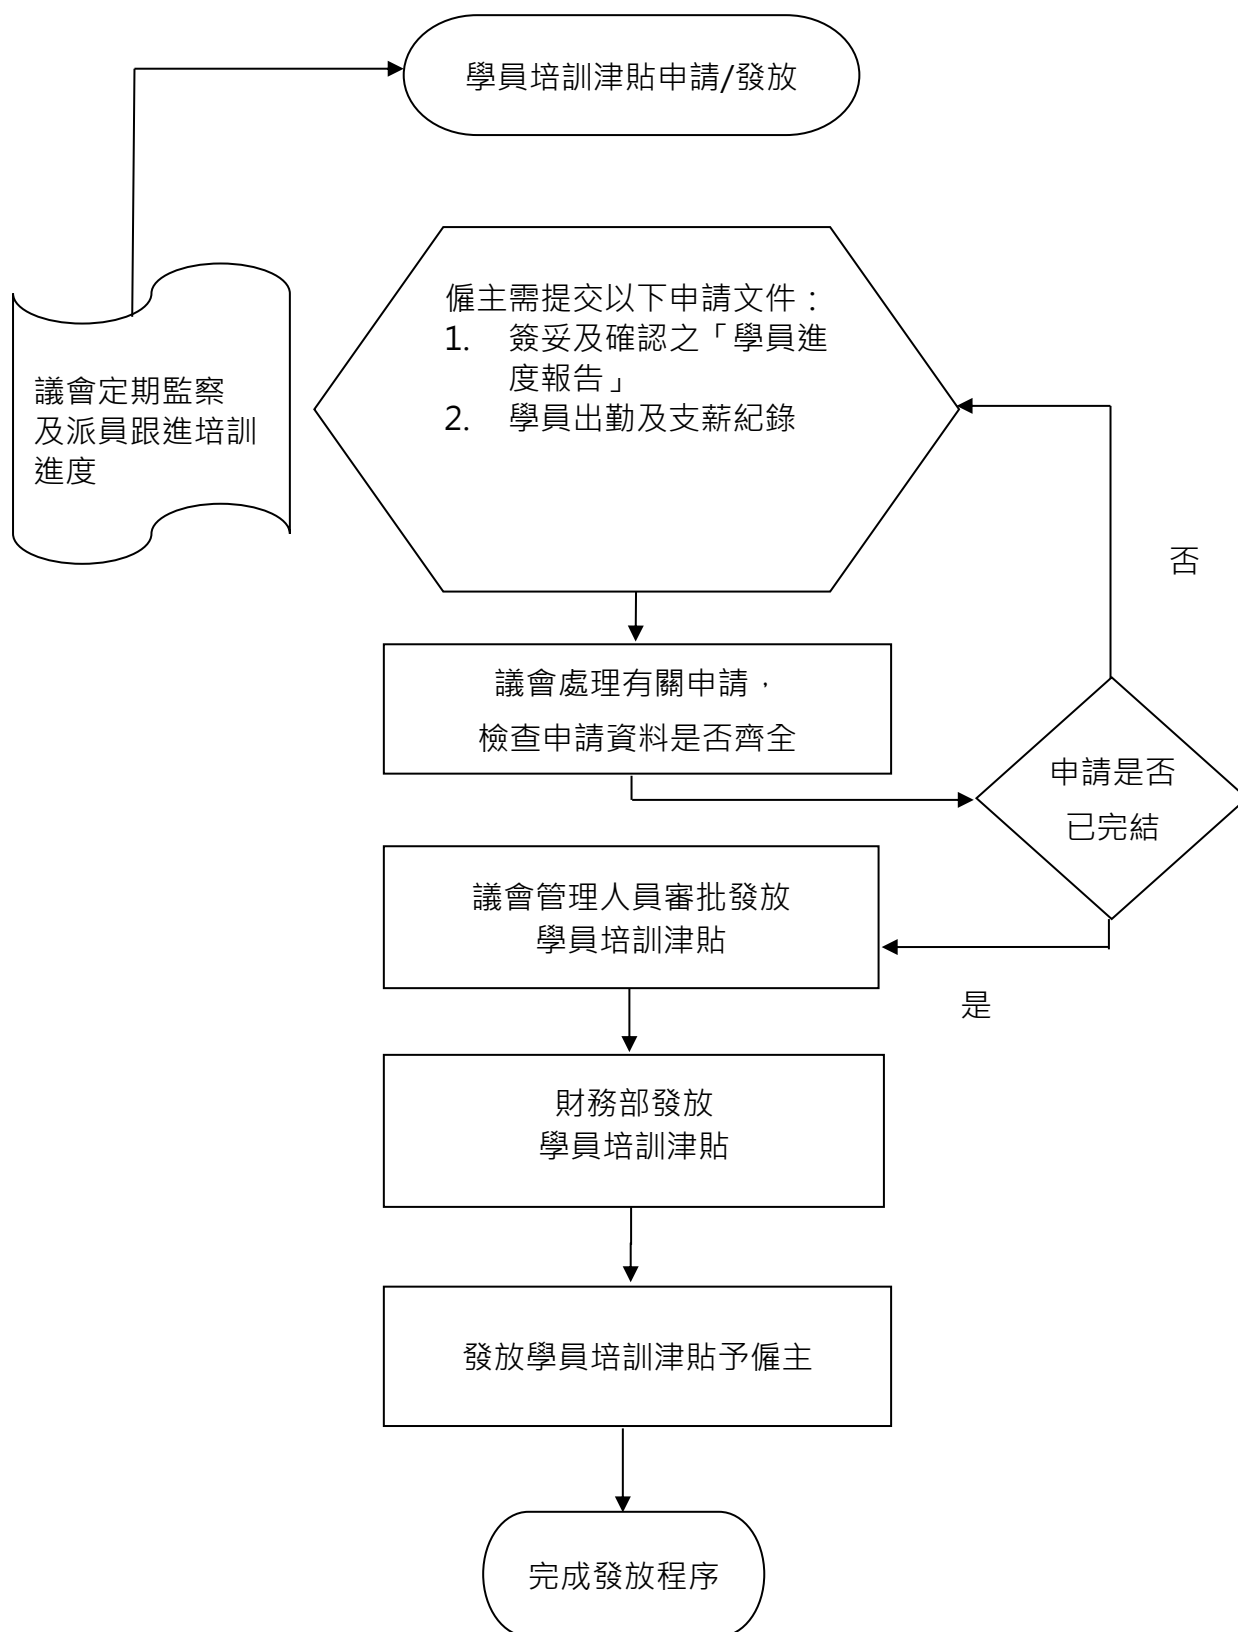 學員培訓津貼申請/發放
議會定期監察
及派員跟進培訓
進度
僱主需提交以下申請文件：
1. 簽妥及確認之「學員進
度報告」
2. 學員出勤及支薪紀錄
否
議會處理有關申請，
檢查申請資料是否齊全
申請是否
已完結
議會管理人員審批發放
學員培訓津貼
是
財務部發放
學員培訓津貼
發放學員培訓津貼予僱主
完成發放程序